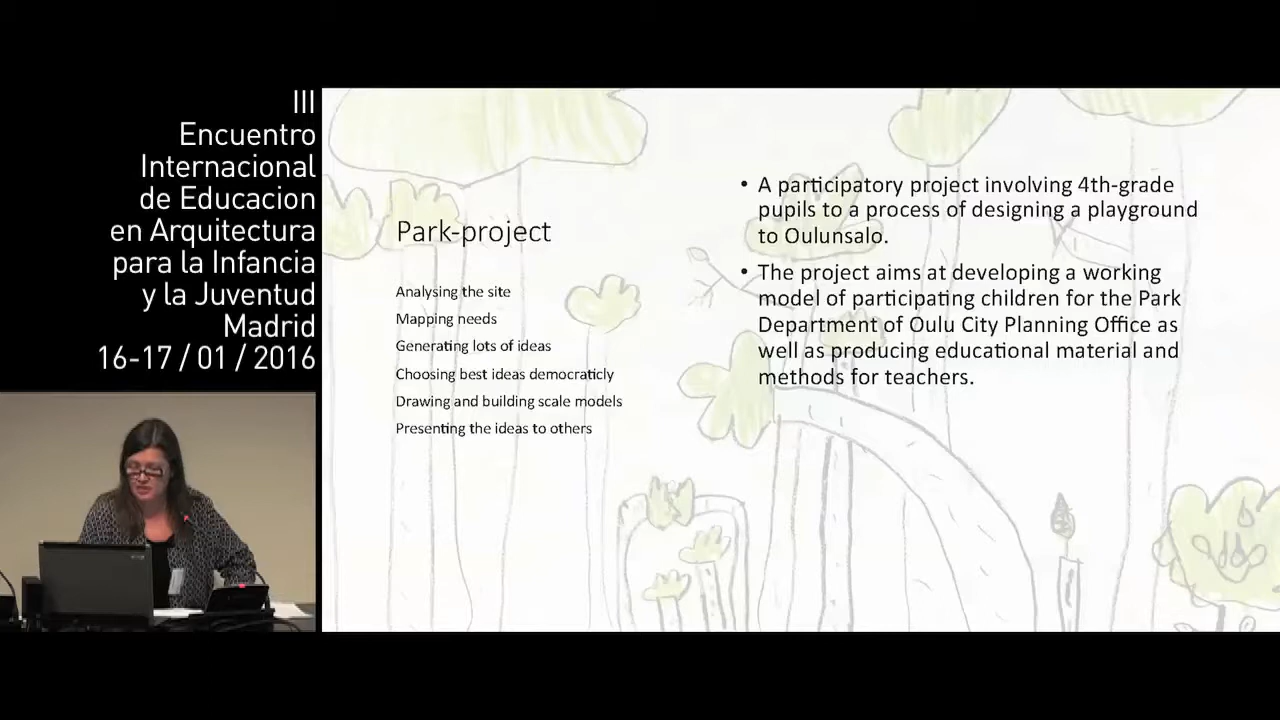 III
Encuentro
Internacional
de Educacion
en Arquitectura
para la Infancia
y la Juventud
Madrid
16-17 / 01 / 2016
Park-project
Analysing the site
Mapping needs
Generating lots of ideas
Choosing best ideas democraticly
Drawing and building scale models
Presenting the ideas to others
• A participatory project involving 4th-grade
pupils to a process of designing a playground
to Oulunsalo.
• The project aims at developing a working
model of participating children for the Park
Department of Oulu City Planning Office as
well as producing educational material and
methods for teachers.